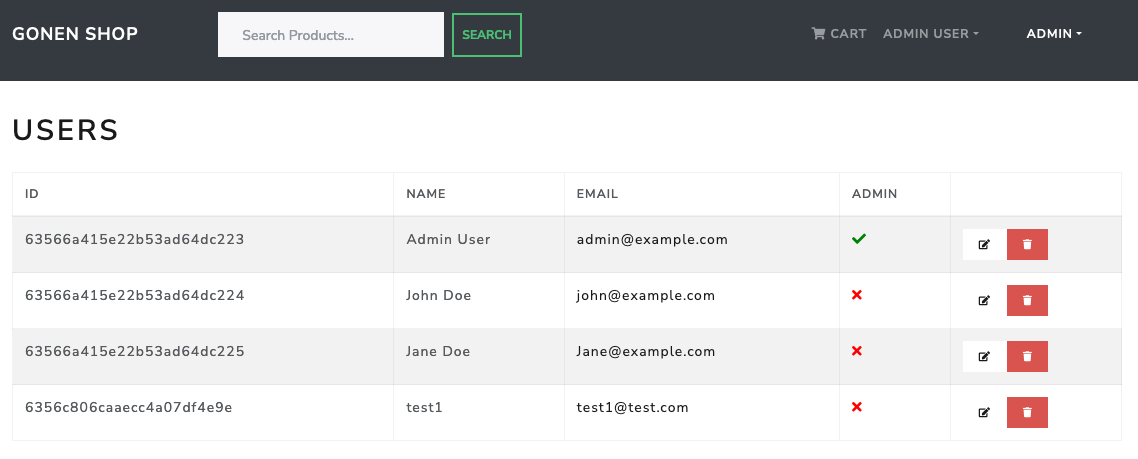 GONEN SHOP Search Products... SEARCH CART ADMIN USER ADMIN
USERS
ID NAME EMAIL ADMIN
63566a415e22b53ad64dc223 Admin User admin@example.com
63566a415e22b53ad64dc224 John Doe john@example.com
63566a415e22b53ad64dc225 Jane Doe Jane@example.com
6356c806caaecc4a07df4e9e test1 test1@test.com